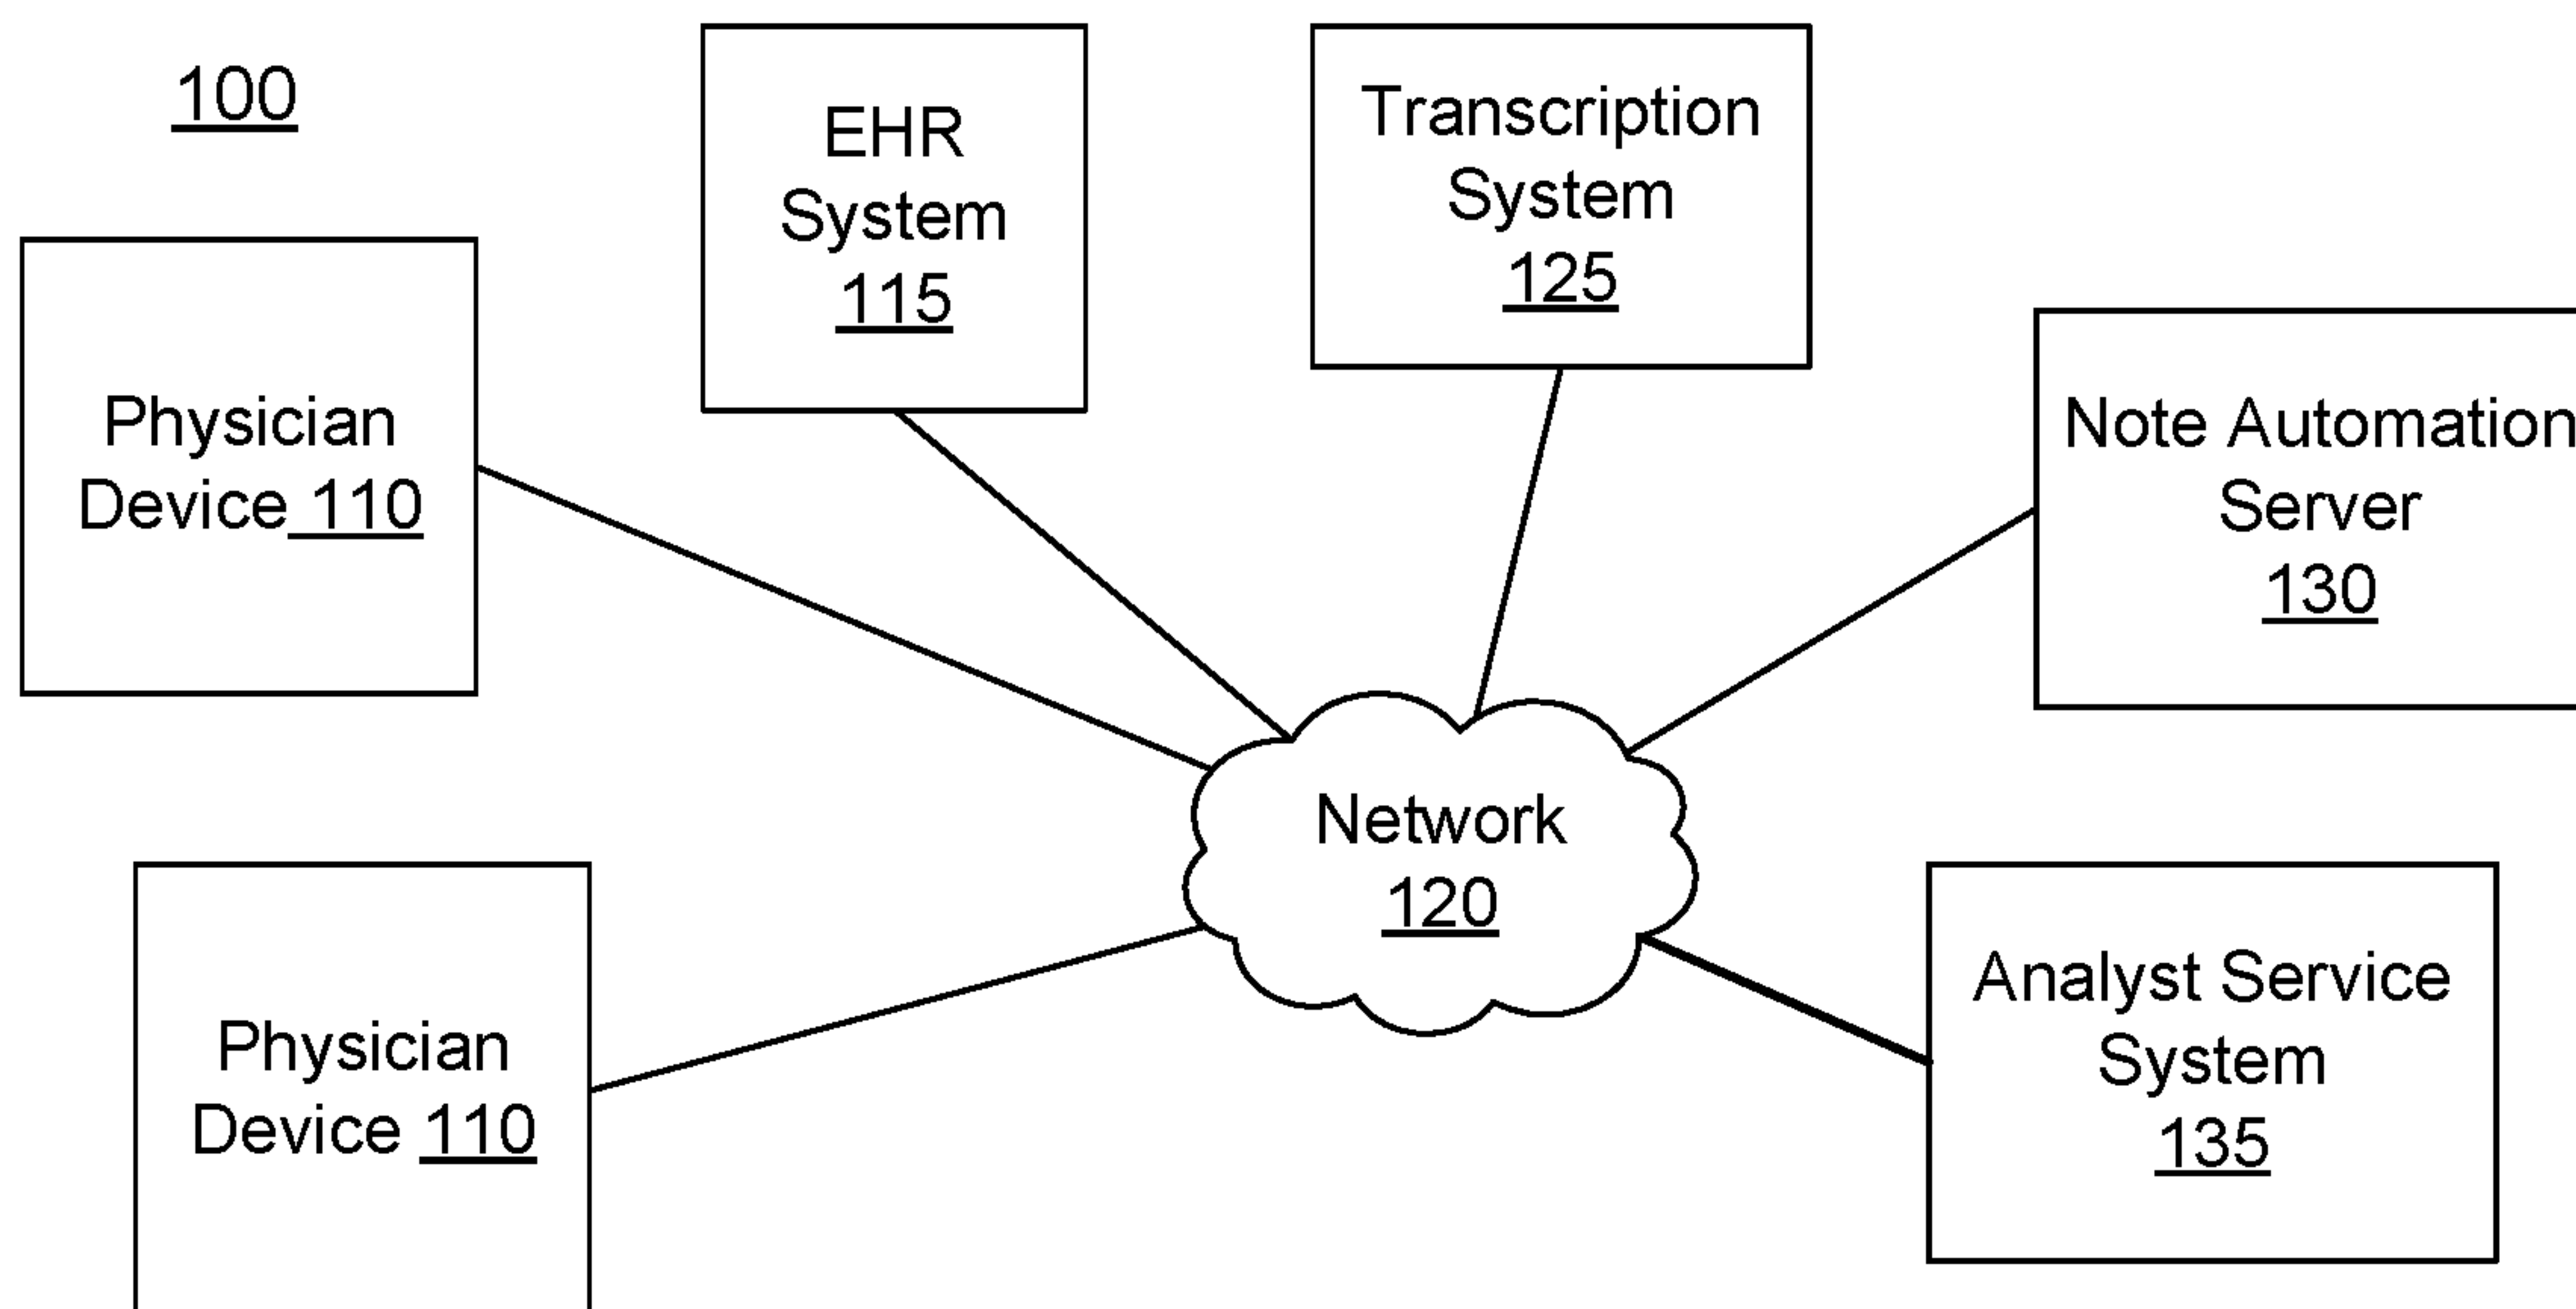 100
EHR
System
115
Transcription
System
125
Physician
Device 110
Note Automation
Server
130
Network
120
Physician
Device 110
Analyst Service
System
135